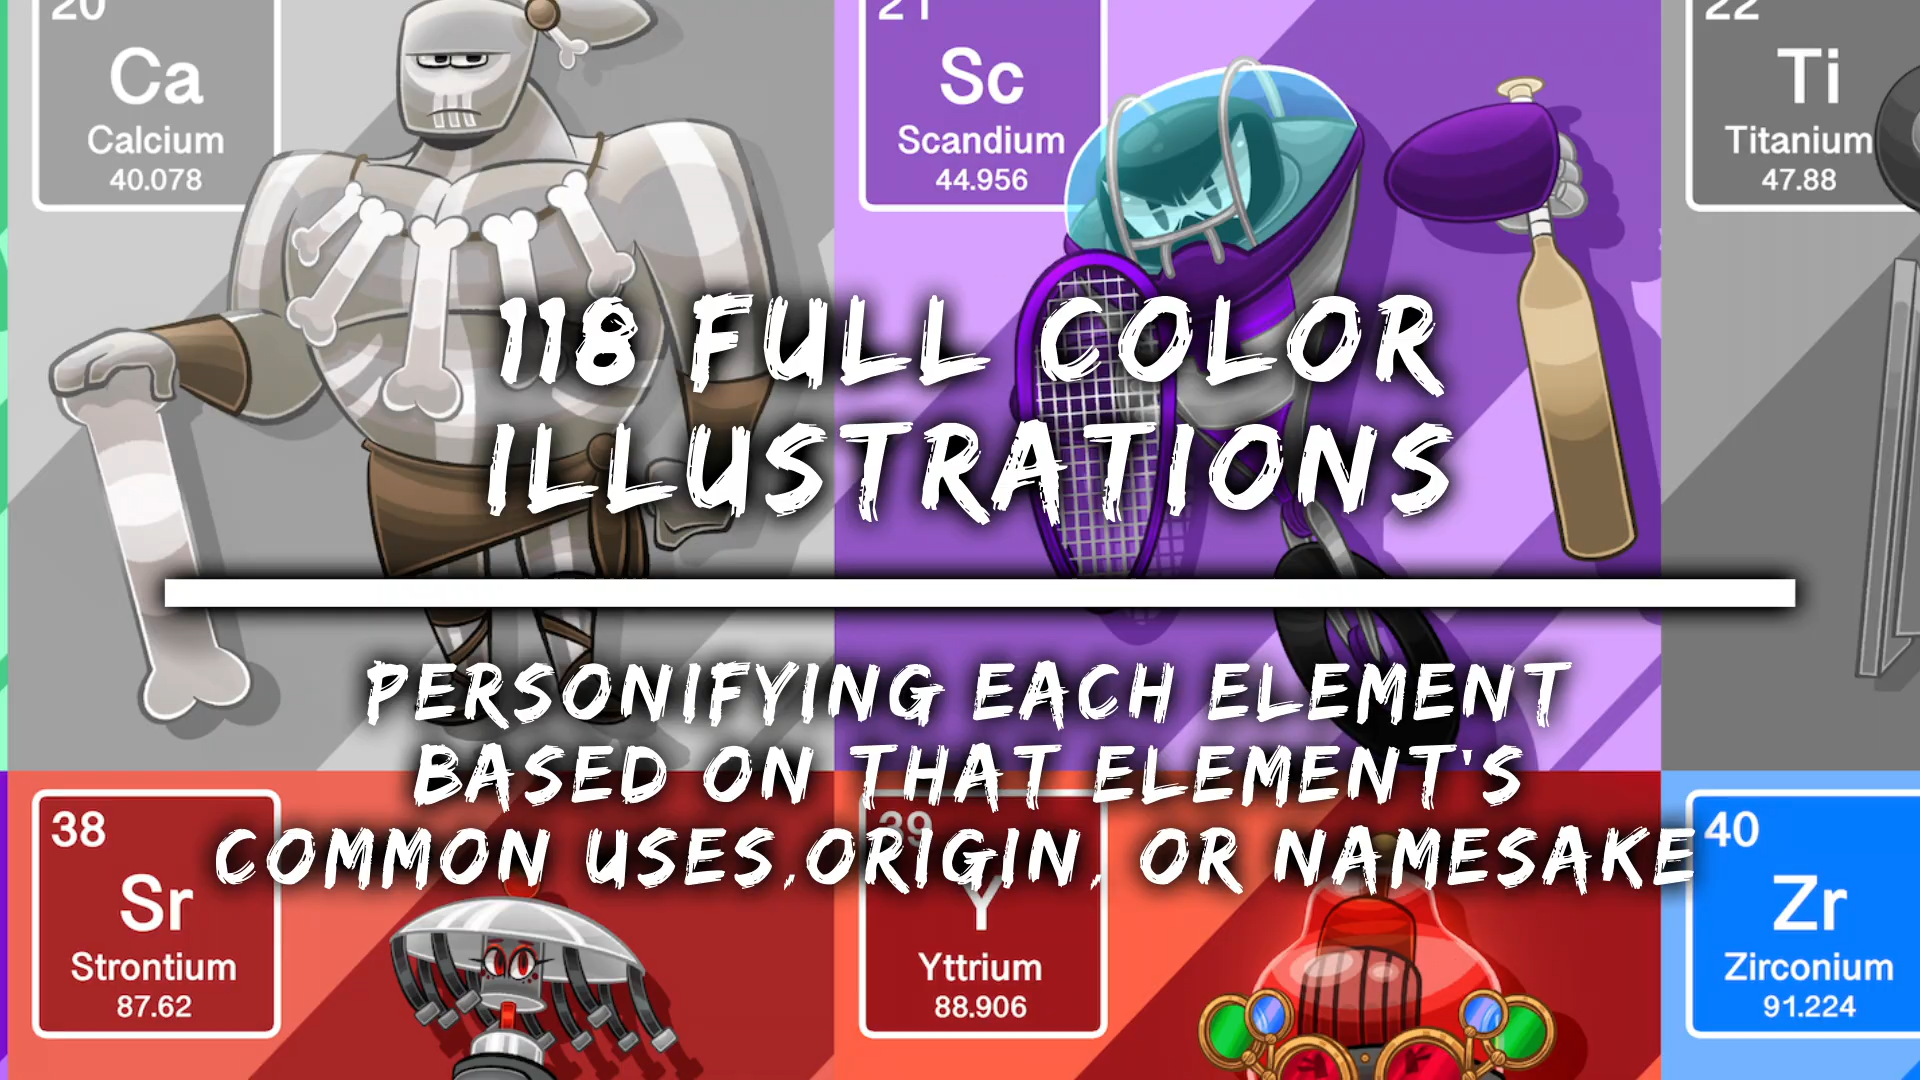 20
Ca
Calcium
40.078
21
Sc
Scandium
44.956
22
Ti
Titanium
47.88
118 FULL COLOR
ILLUSTRATIONS
PERSONIFYING EACH ELEMENT
BASED ON THAT ELEMENT'S
COMMON USES,ORIGIN, OR NAMESAKE
38
Sr
Strontium
87.62
39
Y
Yttrium
88.906
40
Zr
Zirconium
91.224